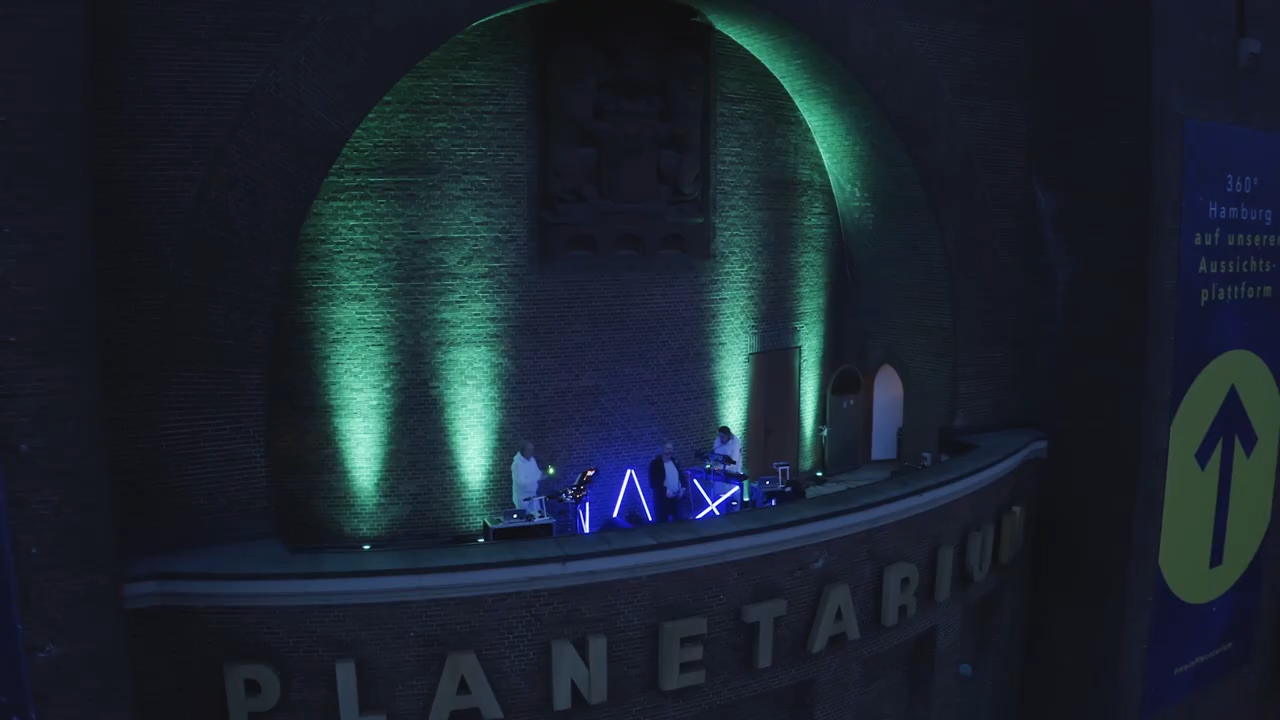 360°
Hamburg
auf unserer
Aussichts-
plattform
PLANETARIUM